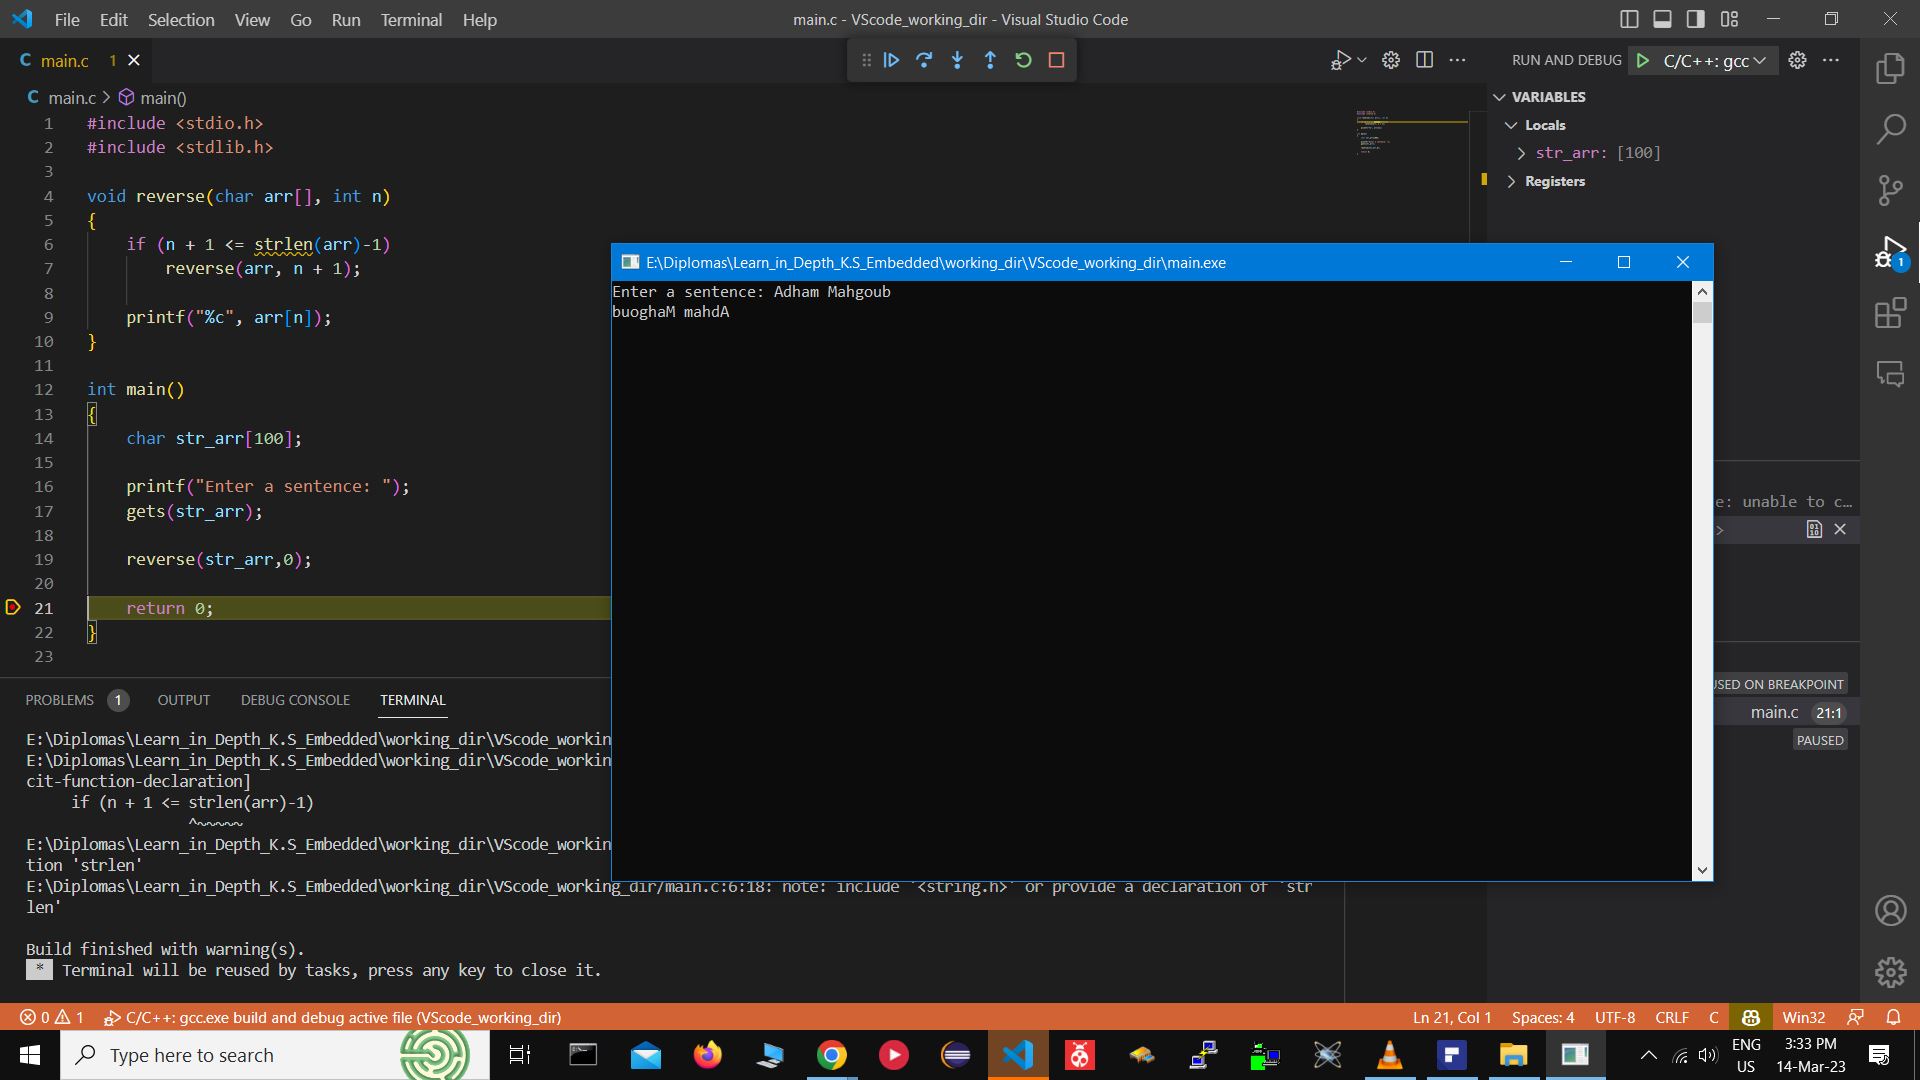 File Edit Selection View Go Run Terminal Help
main.c - VScode_working_dir - Visual Studio Code
C main.c 1
RUN AND DEBUG
C/C++: gcc
C main.c > main()
1 #include <stdio.h>
2 #include <stdlib.h>
3
4 void reverse(char arr[], int n)
5 {
6 if (n + 1 <= strlen(arr)-1)
7 reverse(arr, n + 1);
8
9 printf("%c", arr[n]);
10 }
11
12 int main()
13 {
14 char str_arr[100];
15
16 printf("Enter a sentence: ");
17 gets(str_arr);
18
19 reverse(str_arr,0);
20
21 return 0;
22 }
23
VARIABLES
Locals
str_arr: [100]
Registers
1
E:\Diplomas\Learn_in_Depth_K.S_Embedded\working_dir\VScode_working_dir\main.exe
Enter a sentence: Adham Mahgoub
buoghaM mahdA
e: unable to c…
USED ON BREAKPOINT
main.c 21:1
PAUSED
PROBLEMS 1 OUTPUT DEBUG CONSOLE TERMINAL
E:\Diplomas\Learn_in_Depth_K.S_Embedded\working_dir\VScode_workin
E:\Diplomas\Learn_in_Depth_K.S_Embedded\working_dir\VScode_workin
cit-function-declaration]
if (n + 1 <= strlen(arr)-1)
^~~~~~
E:\Diplomas\Learn_in_Depth_K.S_Embedded\working_dir\VScode_workin
tion 'strlen'
E:\Diplomas\Learn_in_Depth_K.S_Embedded\working_dir\VScode_working_dir/main.c:6:18: note: include '<string.h>' or provide a declaration of 'str
len'
Build finished with warning(s).
* Terminal will be reused by tasks, press any key to close it.
0 1 C/C++: gcc.exe build and debug active file (VScode_working_dir)
Ln 21, Col 1 Spaces: 4 UTF-8 CRLF C Win32
Type here to search
ENG
US
3:33 PM
14-Mar-23